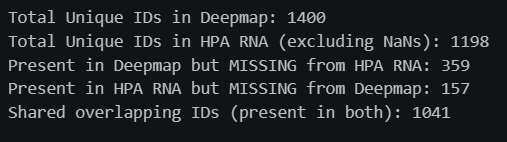 Total Unique IDs in Deepmap: 1400
Total Unique IDs in HPA RNA (excluding NaNs): 1198
Present in Deepmap but MISSING from HPA RNA: 359
Present in HPA RNA but MISSING from Deepmap: 157
Shared overlapping IDs (present in both): 1041